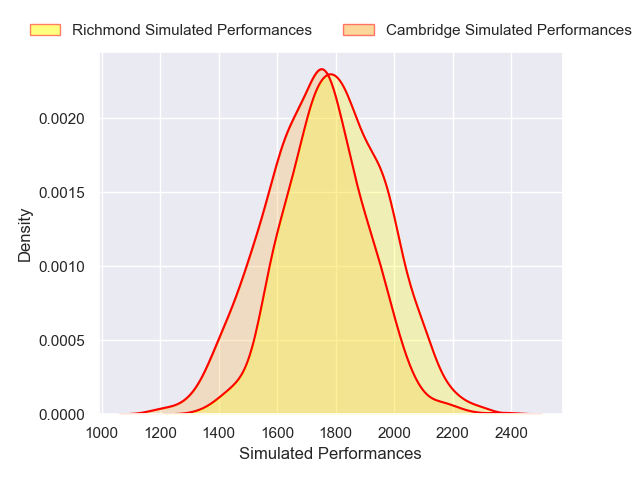 Richmond Simulated Performances Cambridge Simulated Performances
0.0020
0.0015
0.0010
0.0005
0.0000
Density
1000 1200 1400 1600 1800 2000 2200 2400
Simulated Performances